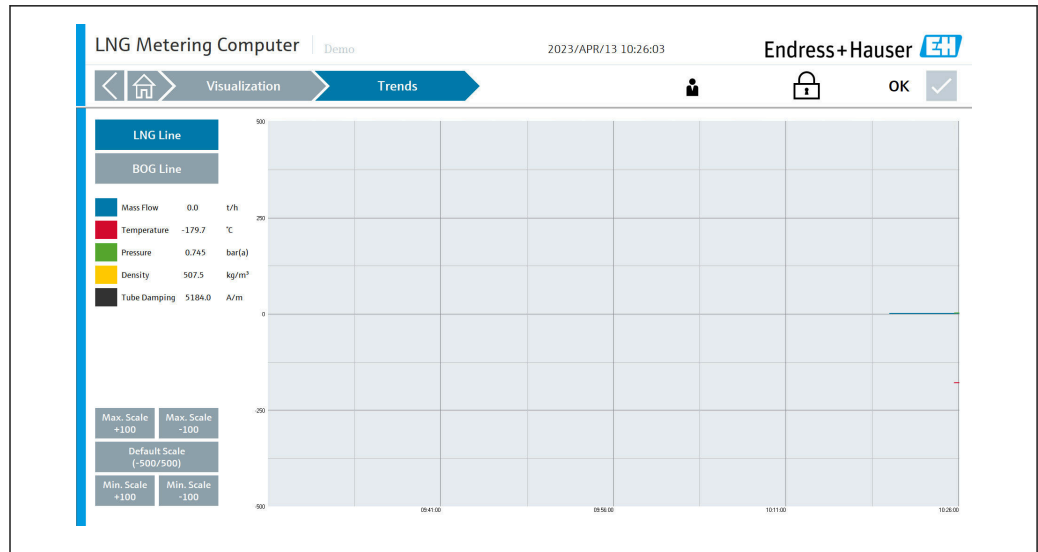 LNG Metering Computer Demo 2023/APR/13 10:26:03 Endress+Hauser EH
Visualization Trends OK
LNG Line
BOG Line
Mass Flow 0.0 t/h
Temperature -179.7 °C
Pressure 0.745 bar(a)
Density 507.5 kg/m³
Tube Damping 5184.0 A/m
Max. Scale +100
Max. Scale -100
Default Scale
(-500/500)
Min. Scale +100
Min. Scale -100
500
250
0
-250
-500
09:41:00 09:56:00 10:11:00 10:26:00